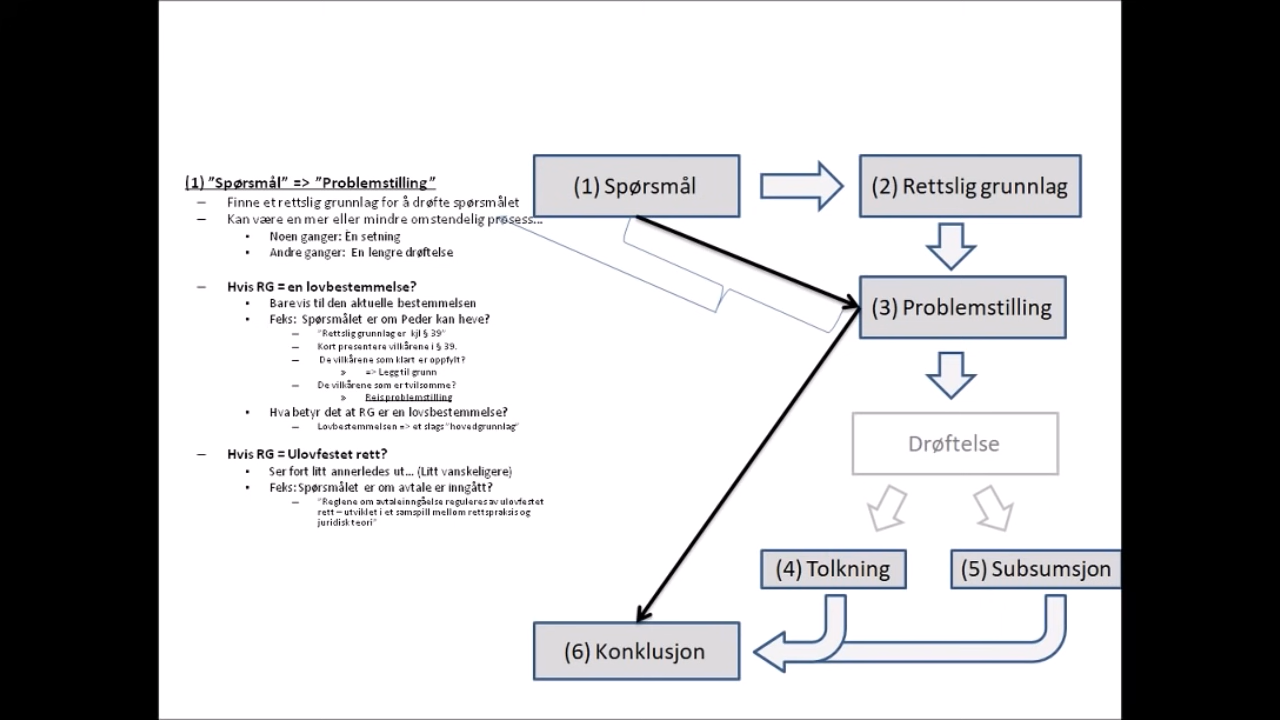 (1) ”Spørsmål” => ”Problemstilling”
– Finne et rettslig grunnlag for å drøfte spørsmålet
– Kan være en mer eller mindre omstendelig prosess...
• Noen ganger: Èn setning
• Andre ganger: En lengre drøftelse
– Hvis RG = en lovbestemmelse?
• Bare vis til den aktuelle bestemmelsen
• Feks: Spørsmålet er om Peder kan heve?
– ”Rettslig grunnlag er kjl § 39”
– Kort presentere vilkårene i § 39.
– De vilkårene som klart er oppfylt?
» => Legg til grunn
– De vilkårene som er tvilsomme?
» Reis problemstilling
• Hva betyr det at RG er en lovsbestemmelse?
– Lovbestemmelsen => et slags ”hovedgrunnlag”
– Hvis RG = Ulovfestet rett?
• Ser fort litt annerledes ut... (Litt vanskeligere)
• Feks: Spørsmålet er om avtale er inngått?
– ”Reglene om avtaleinngåelse reguleres av ulovfestet
rett – utviklet i et samspill mellom rettspraksis og
juridisk teori”
(1) Spørsmål
(2) Rettslig grunnlag
(3) Problemstilling
Drøftelse
(4) Tolkning
(5) Subsumsjon
(6) Konklusjon